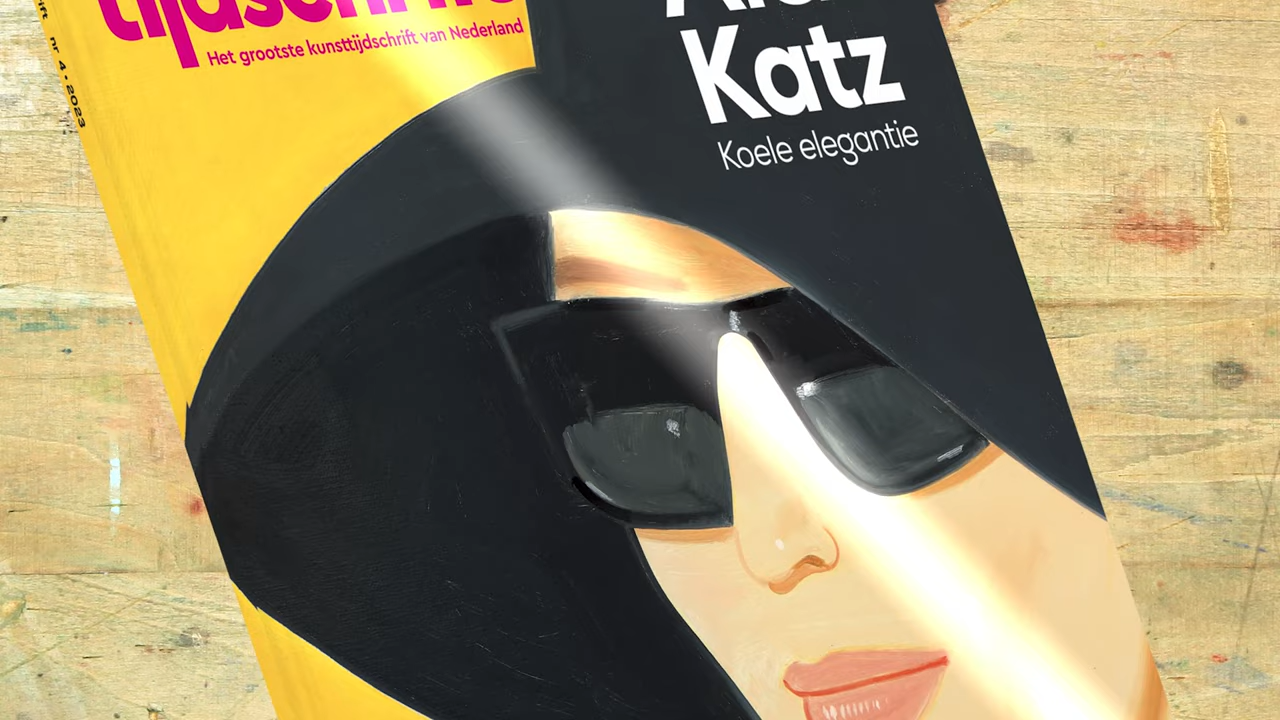 Het grootste kunsttijdschrift van Nederland
nr 4 • 2023
Katz
Koele elegantie